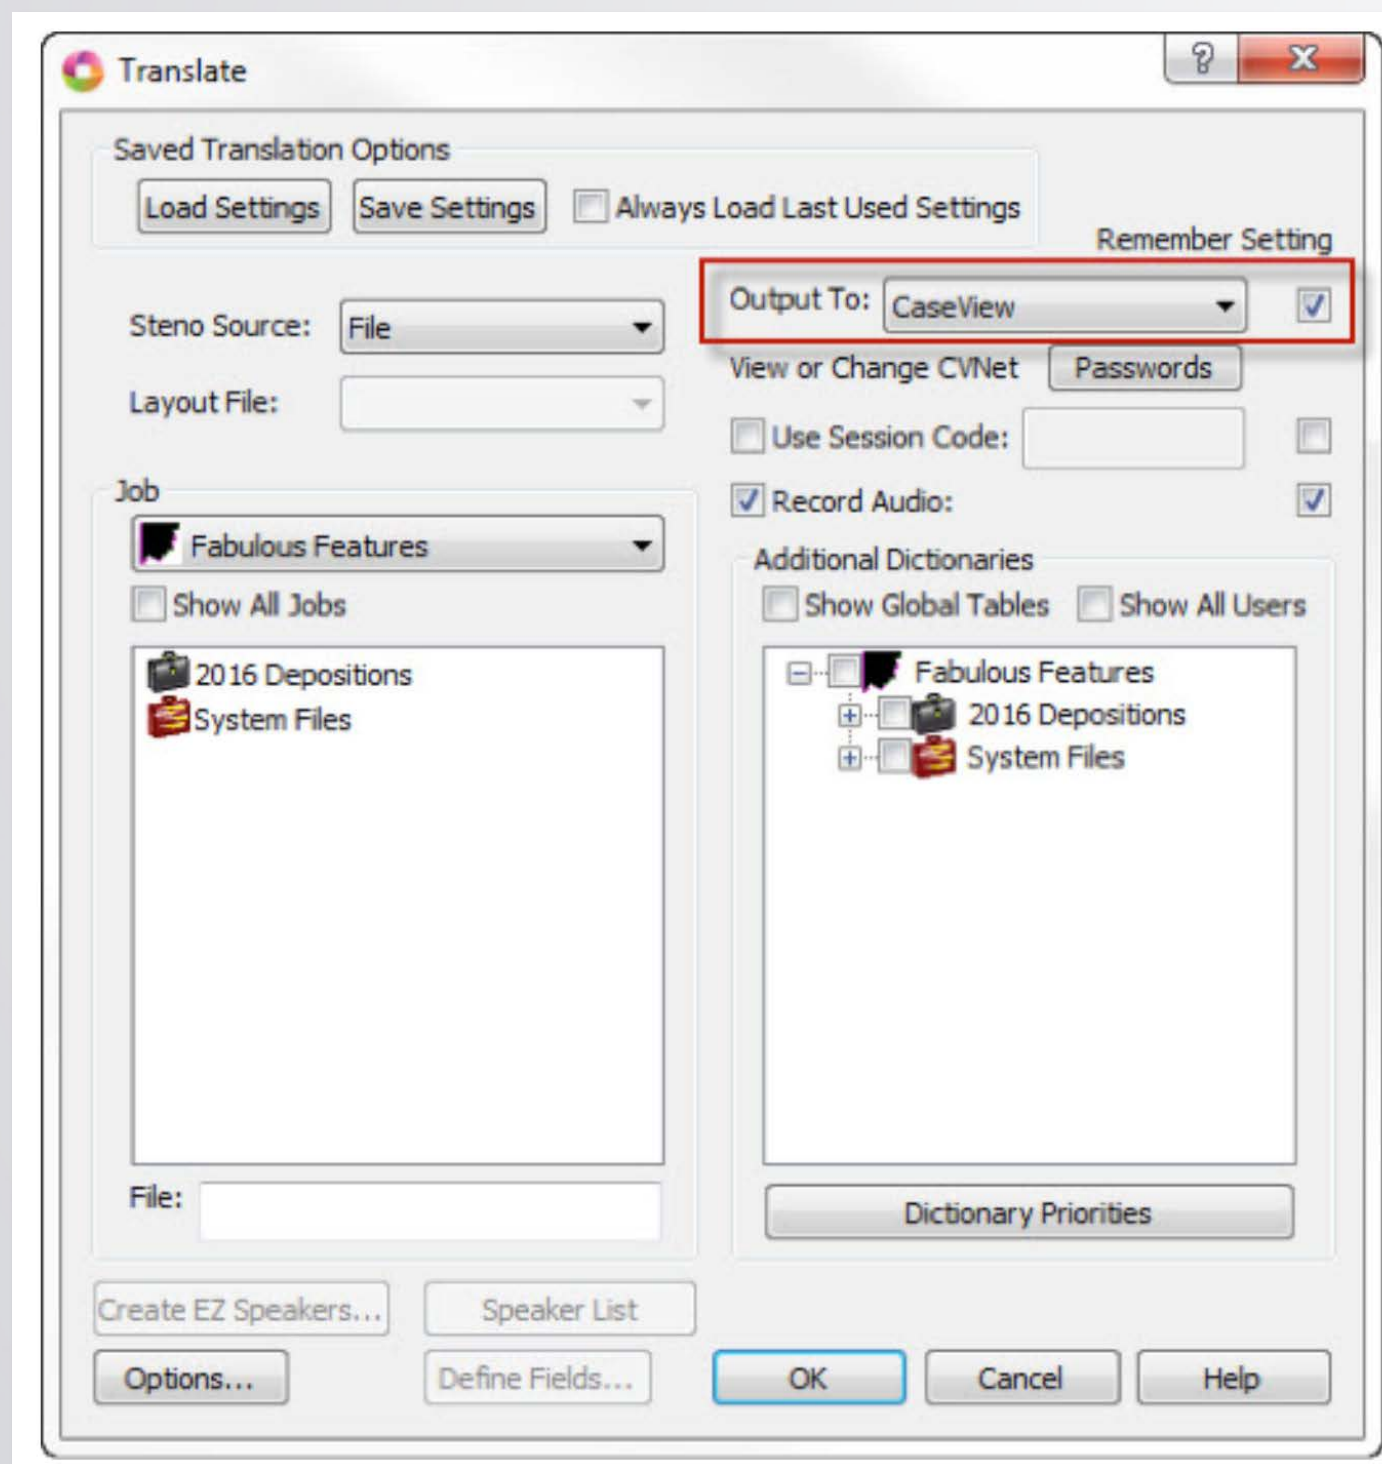 Translate
Saved Translation Options
Load Settings Save Settings Always Load Last Used Settings
Remember Setting
Steno Source: File
Layout File:
Output To: CaseView
View or Change CVNet Passwords
Use Session Code:
Record Audio:
Job
Fabulous Features
Show All Jobs
2016 Depositions
System Files
File:
Additional Dictionaries
Show Global Tables Show All Users
Fabulous Features
2016 Depositions
System Files
Dictionary Priorities
Create EZ Speakers... Speaker List
Options... Define Fields... OK Cancel Help